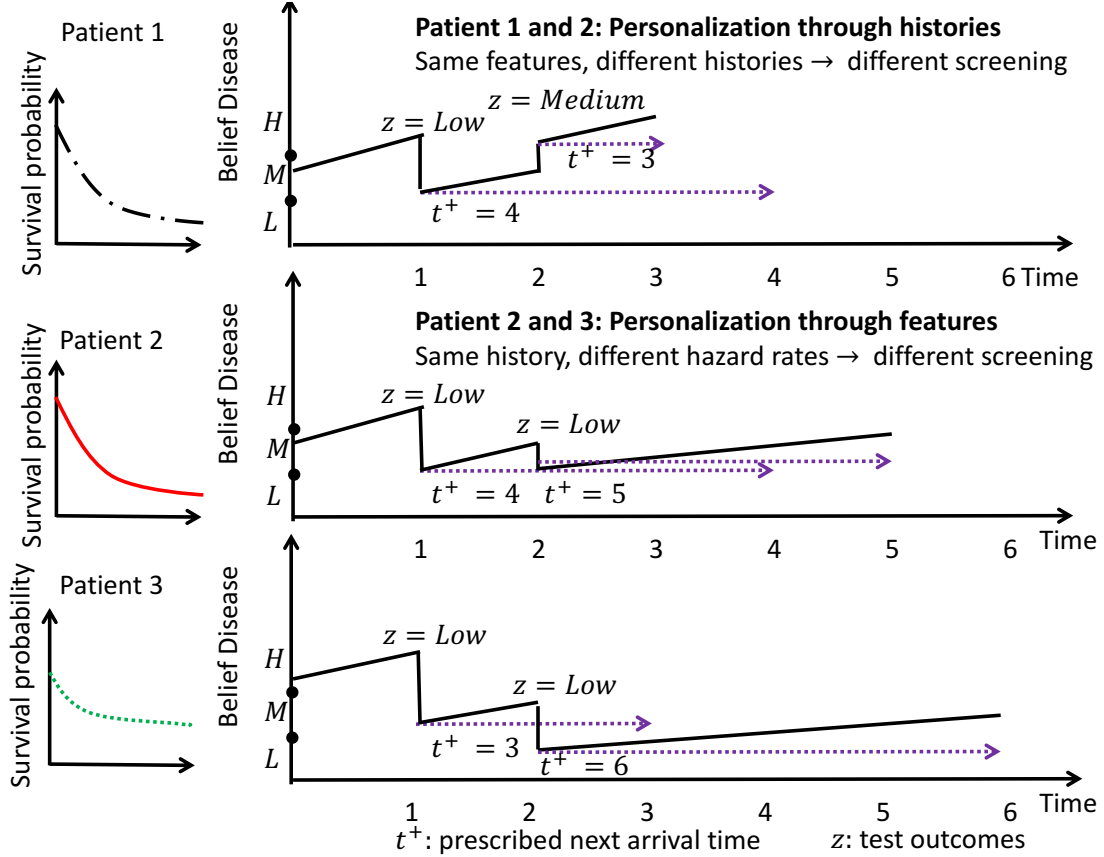 Patient 1
Survival probability
Belief Disease
Patient 1 and 2: Personalization through histories
Same features, different histories → different screening
H
M
L
z = Low
z = Medium
t⁺ = 3
t⁺ = 4
1 2 3 4 5 6 Time
Patient 2
Survival probability
Belief Disease
Patient 2 and 3: Personalization through features
Same history, different hazard rates → different screening
H
M
L
z = Low
z = Low
t⁺ = 4 t⁺ = 5
1 2 3 4 5 6 Time
Patient 3
Survival probability
Belief Disease
H
M
L
z = Low
z = Low
t⁺ = 3
t⁺ = 6
1 2 3 4 5 6 Time
t⁺: prescribed next arrival time z: test outcomes